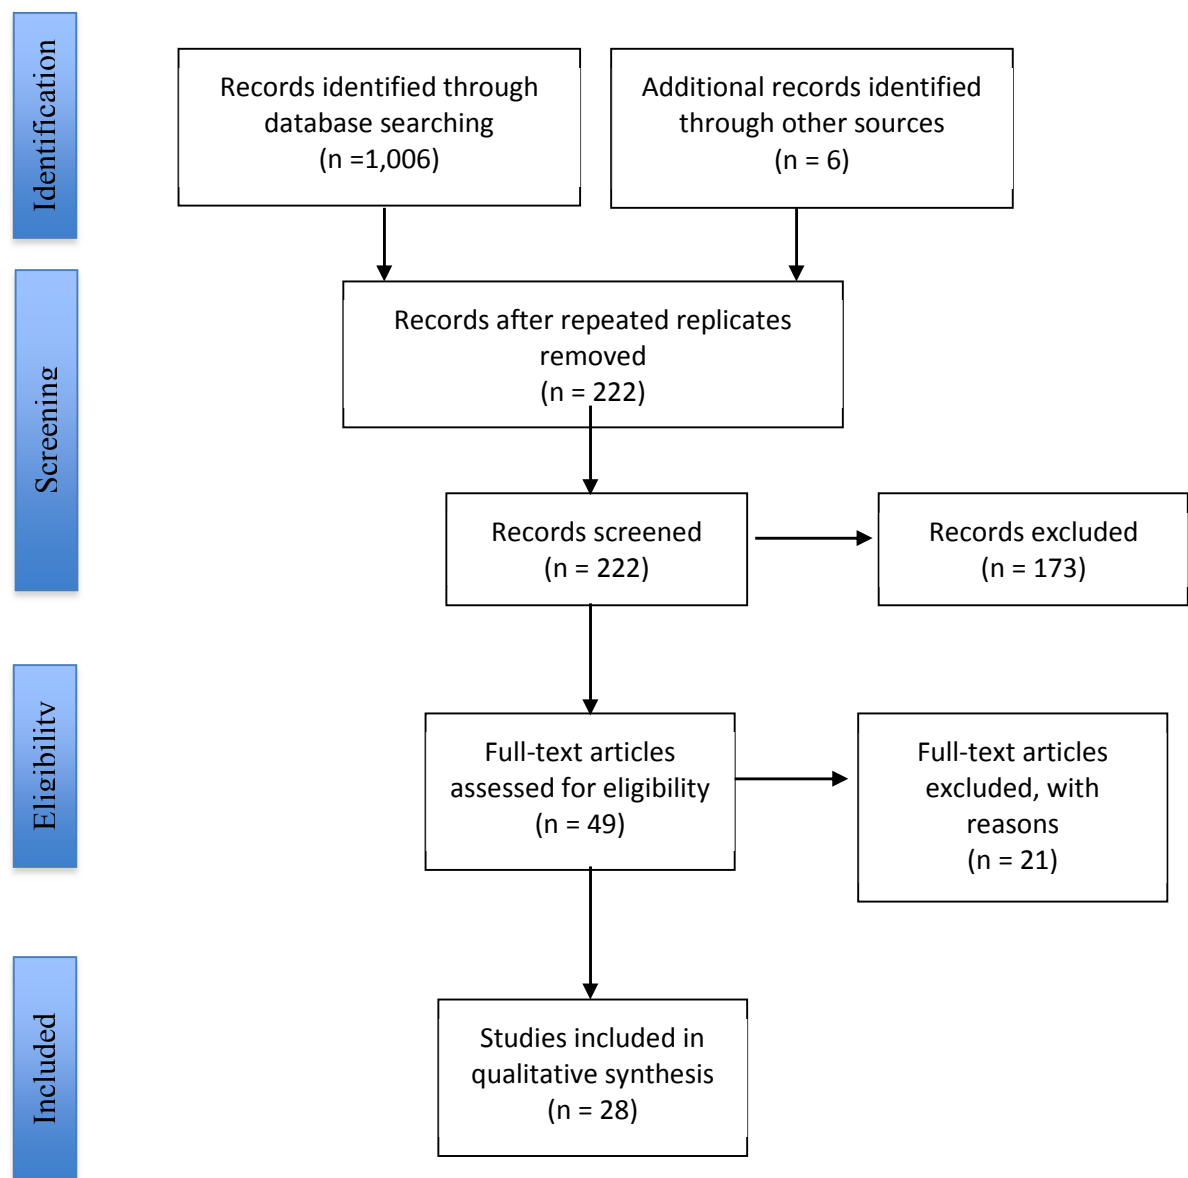 Identification
Records identified through
database searching
(n =1,006)
Additional records identified
through other sources
(n = 6)
Screening
Records after repeated replicates
removed
(n = 222)
Records screened
(n = 222)
Records excluded
(n = 173)
Eligibility
Full-text articles
assessed for eligibility
(n = 49)
Full-text articles
excluded, with
reasons
(n = 21)
Included
Studies included in
qualitative synthesis
(n = 28)